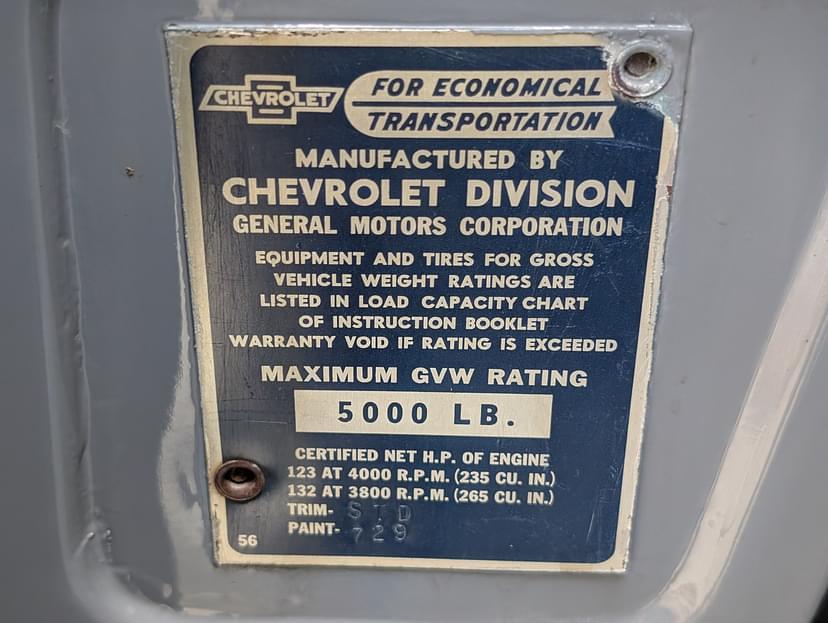 CHEVROLET
FOR ECONOMICAL
TRANSPORTATION
MANUFACTURED BY
CHEVROLET DIVISION
GENERAL MOTORS CORPORATION
EQUIPMENT AND TIRES FOR GROSS
VEHICLE WEIGHT RATINGS ARE
LISTED IN LOAD CAPACITY CHART
OF INSTRUCTION BOOKLET
WARRANTY VOID IF RATING IS EXCEEDED
MAXIMUM GVW RATING
5000 LB.
CERTIFIED NET H.P. OF ENGINE
123 AT 4000 R.P.M. (235 CU. IN.)
132 AT 3800 R.P.M. (265 CU. IN.)
TRIM- STD
PAINT- 729
56